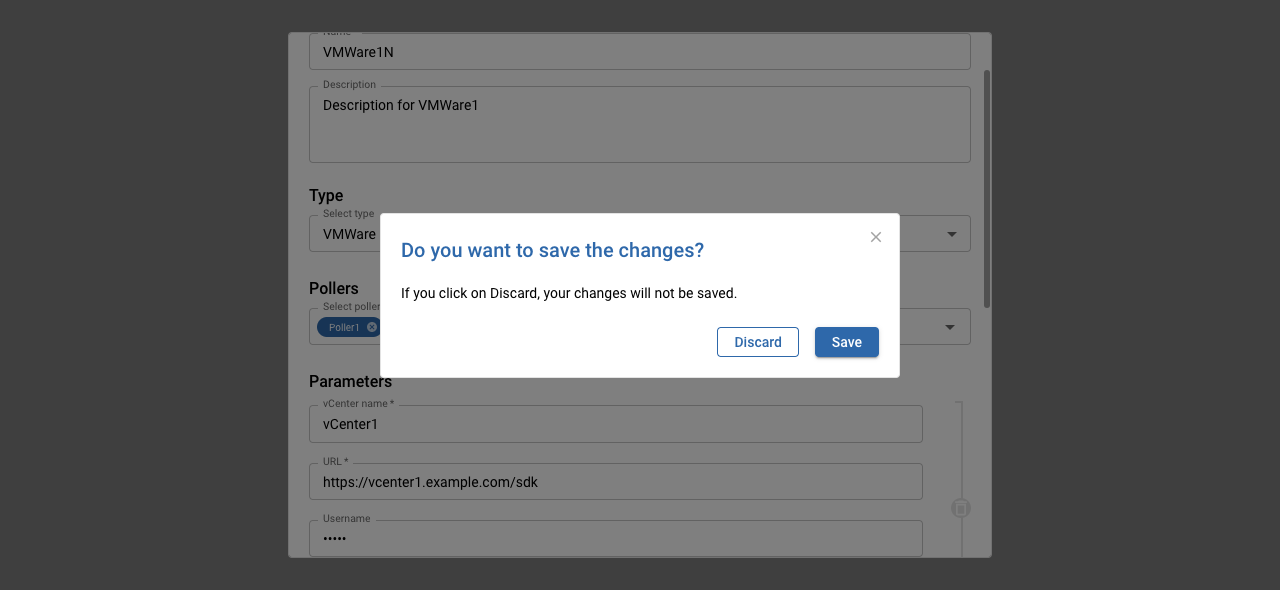 Name
VMWare1N
Description
Description for VMWare1
Type
Select type
VMWare
Do you want to save the changes?
If you click on Discard, your changes will not be saved.
Discard
Save
Pollers
Select poller
Poller1
Parameters
vCenter name *
vCenter1
URL *
https://vcenter1.example.com/sdk
Username
•••••